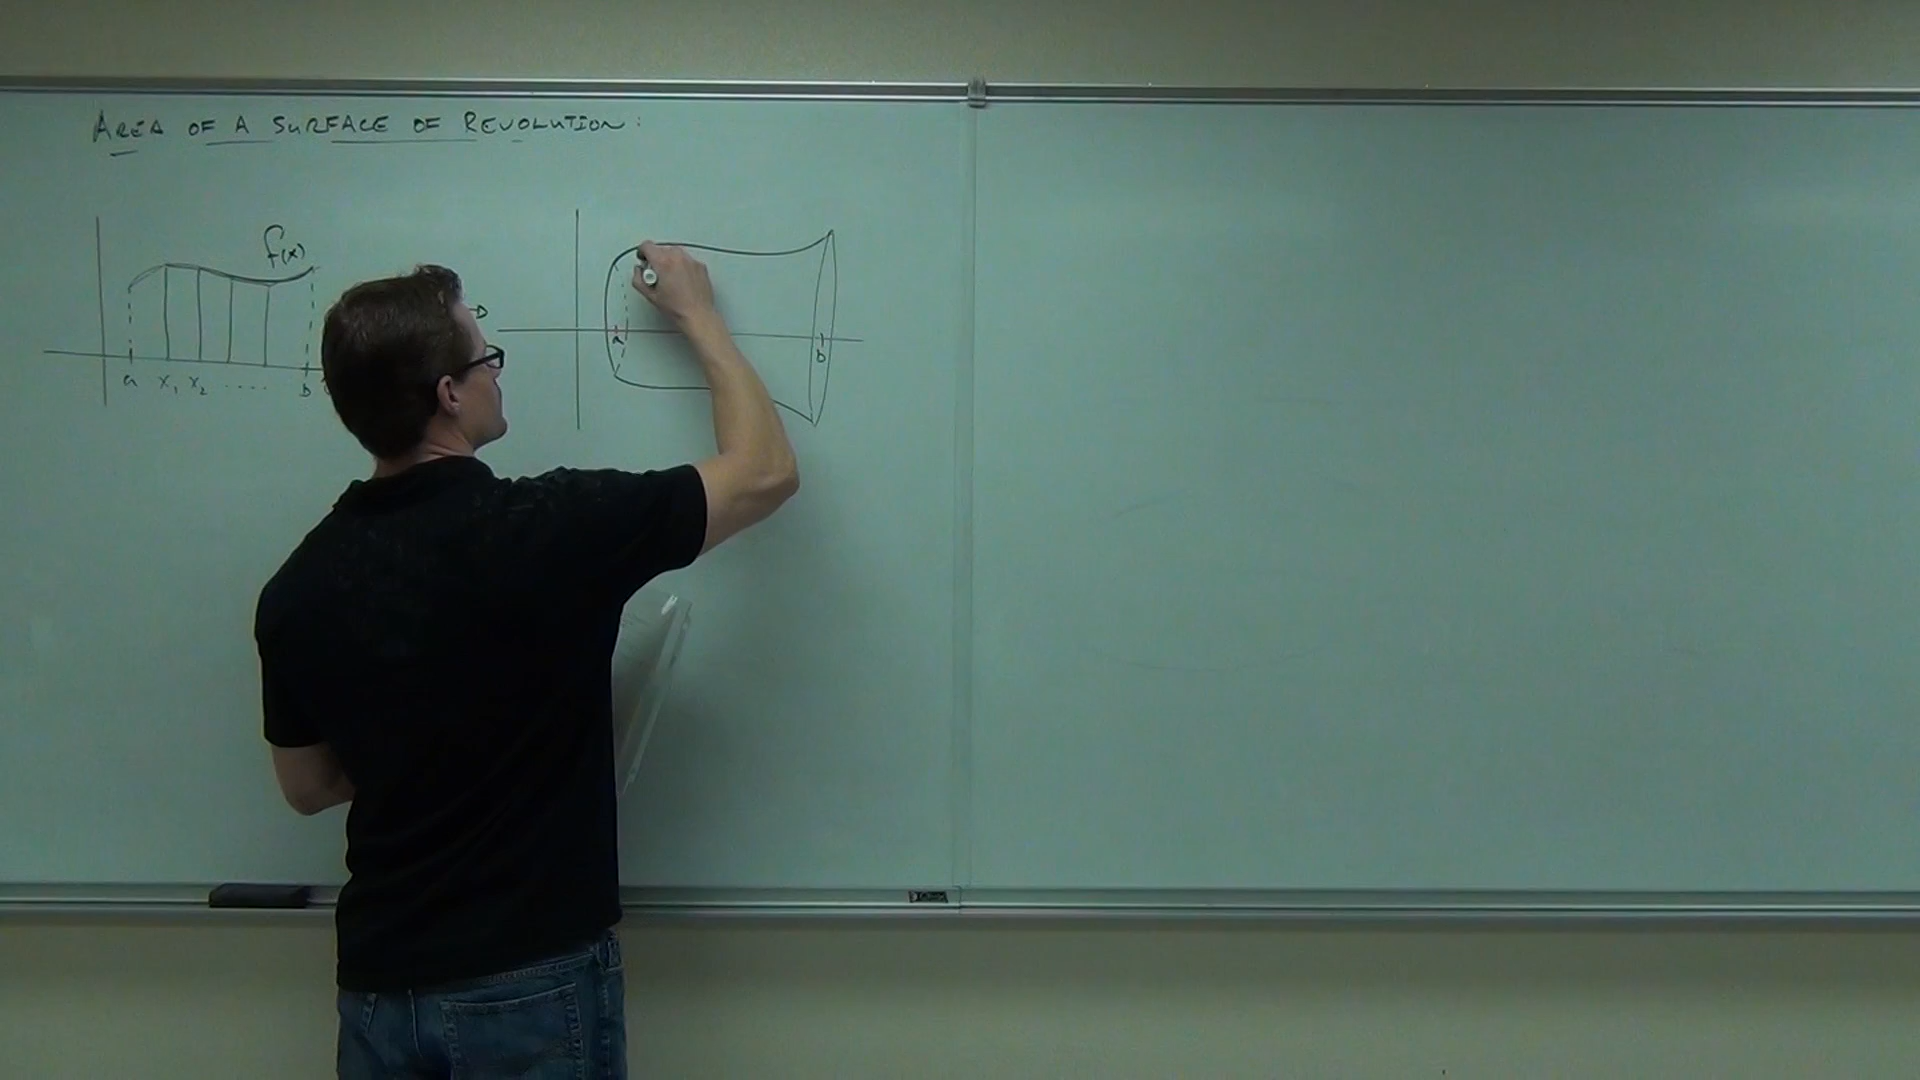 AREA OF A SURFACE OF REVOLUTION:
f(x)
a x₁ x₂ ..... b
a
b